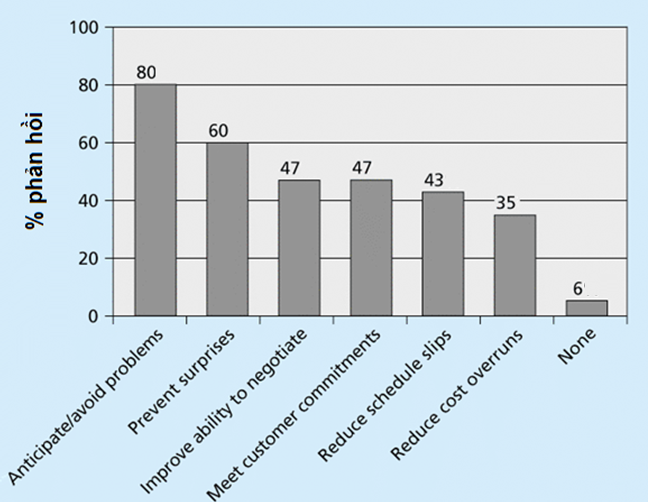 100
80
60
40
20
0
% phản hồi
80
60
47
47
43
35
6
Anticipate/avoid problems
Prevent surprises
Improve ability to negotiate
Meet customer commitments
Reduce schedule slips
Reduce cost overruns
None